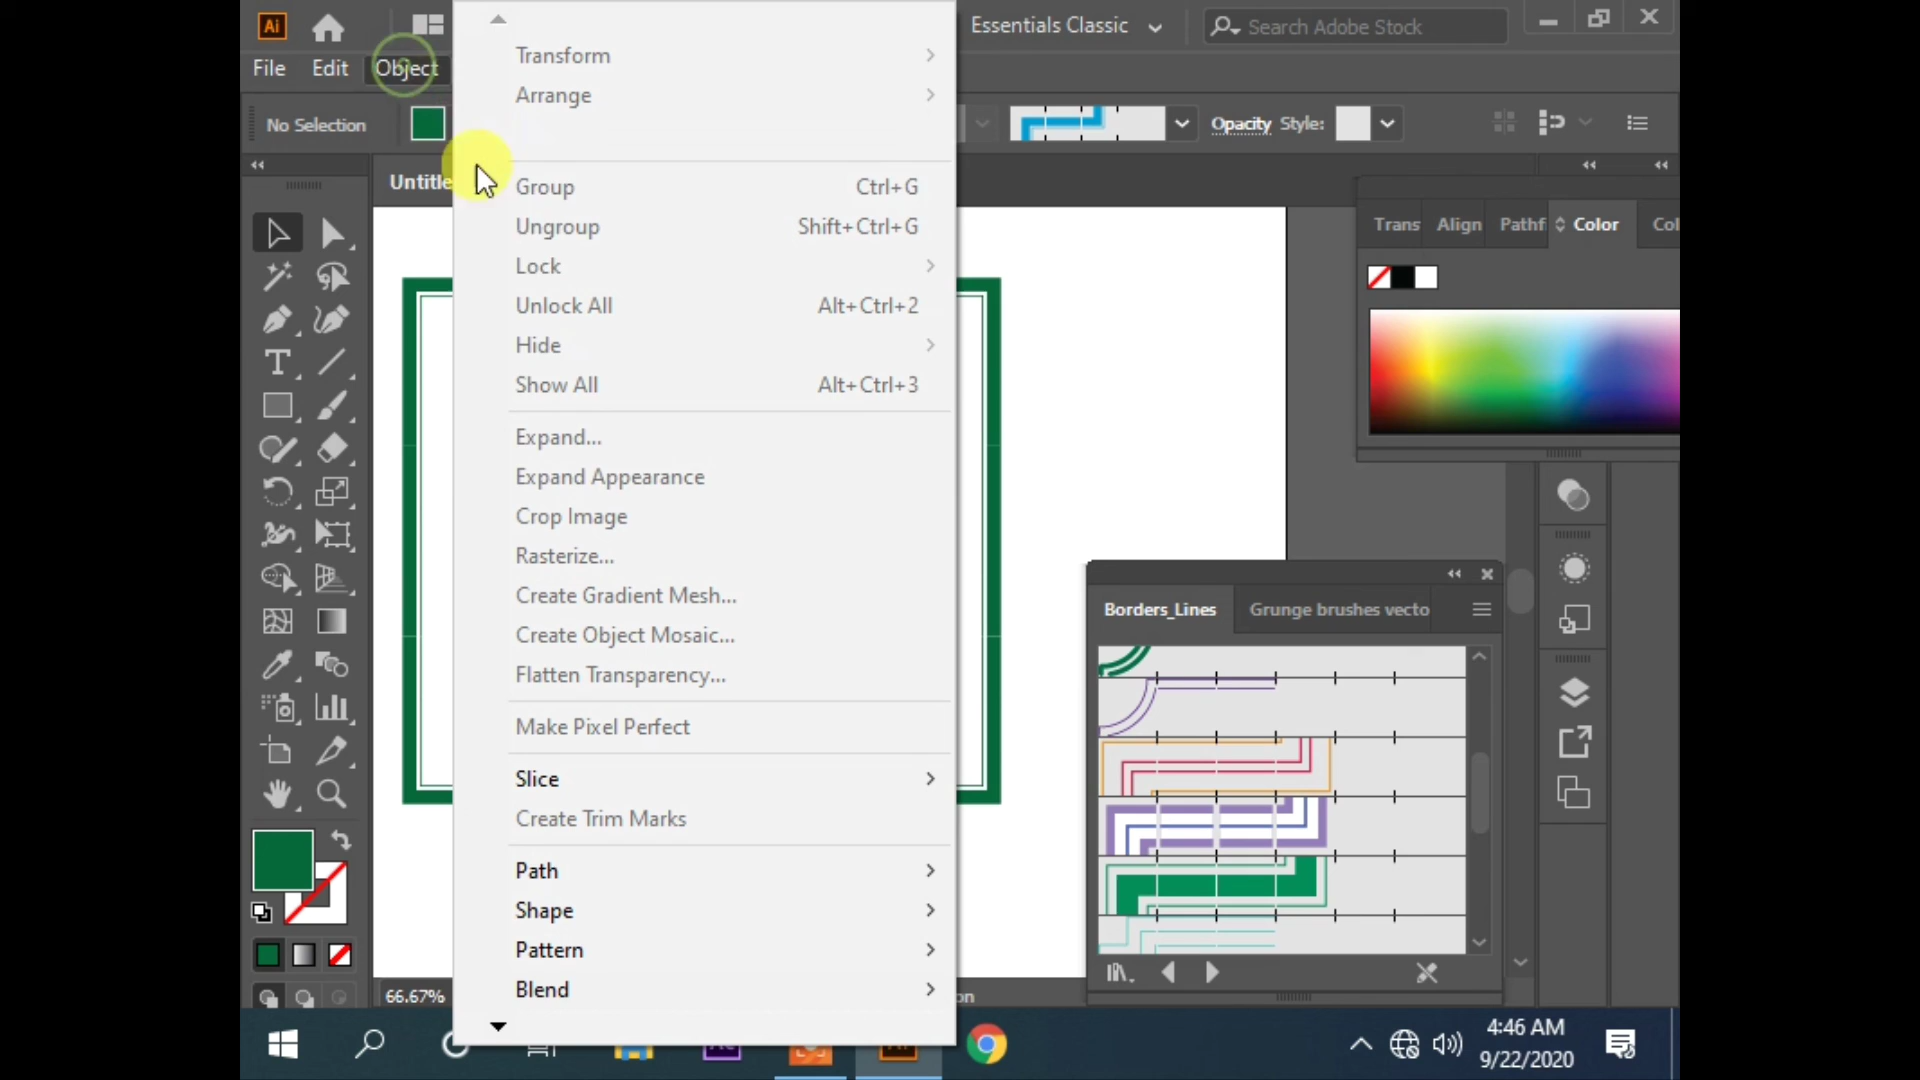 Ai
Essentials Classic
Search Adobe Stock
File Edit Object
No Selection
Opacity Style:
Untitle
Transform
Arrange
Group Ctrl+G
Ungroup Shift+Ctrl+G
Lock
Unlock All Alt+Ctrl+2
Hide
Show All Alt+Ctrl+3
Expand...
Expand Appearance
Crop Image
Rasterize...
Create Gradient Mesh...
Create Object Mosaic...
Flatten Transparency...
Make Pixel Perfect
Slice
Create Trim Marks
Path
Shape
Pattern
Blend
Trans Align Pathf Color Col
Borders_Lines Grunge brushes vecto
66.67%
on
4:46 AM
9/22/2020